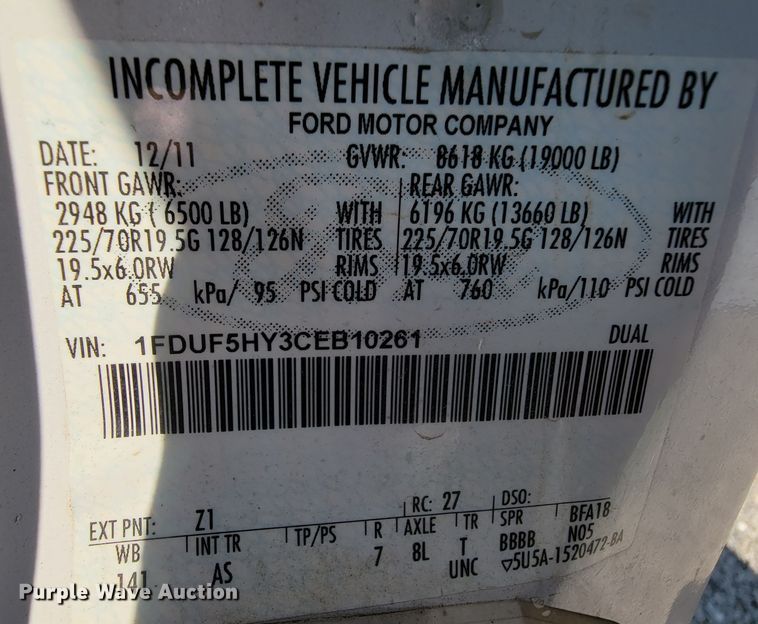 INCOMPLETE VEHICLE MANUFACTURED BY
FORD MOTOR COMPANY
DATE: 12/11 GVWR: 8618 KG (19000 LB)
FRONT GAWR: REAR GAWR:
2948 KG ( 6500 LB) WITH 6196 KG (13660 LB) WITH
225/70R19.5G 128/126N TIRES 225/70R19.5G 128/126N TIRES
19.5x6.0RW RIMS 19.5x6.0RW RIMS
AT 655 kPa/ 95 PSI COLD AT 760 kPa/110 PSI COLD
VIN: 1FDUF5HY3CEB10261 DUAL
EXT PNT: Z1 RC: 27 DSO:
WB INT TR TP/PS R AXLE TR SPR BFA18
141 AS 7 8L T BBBB N05
UNC ▽5U5A-1520472-BA
Purple Wave Auction